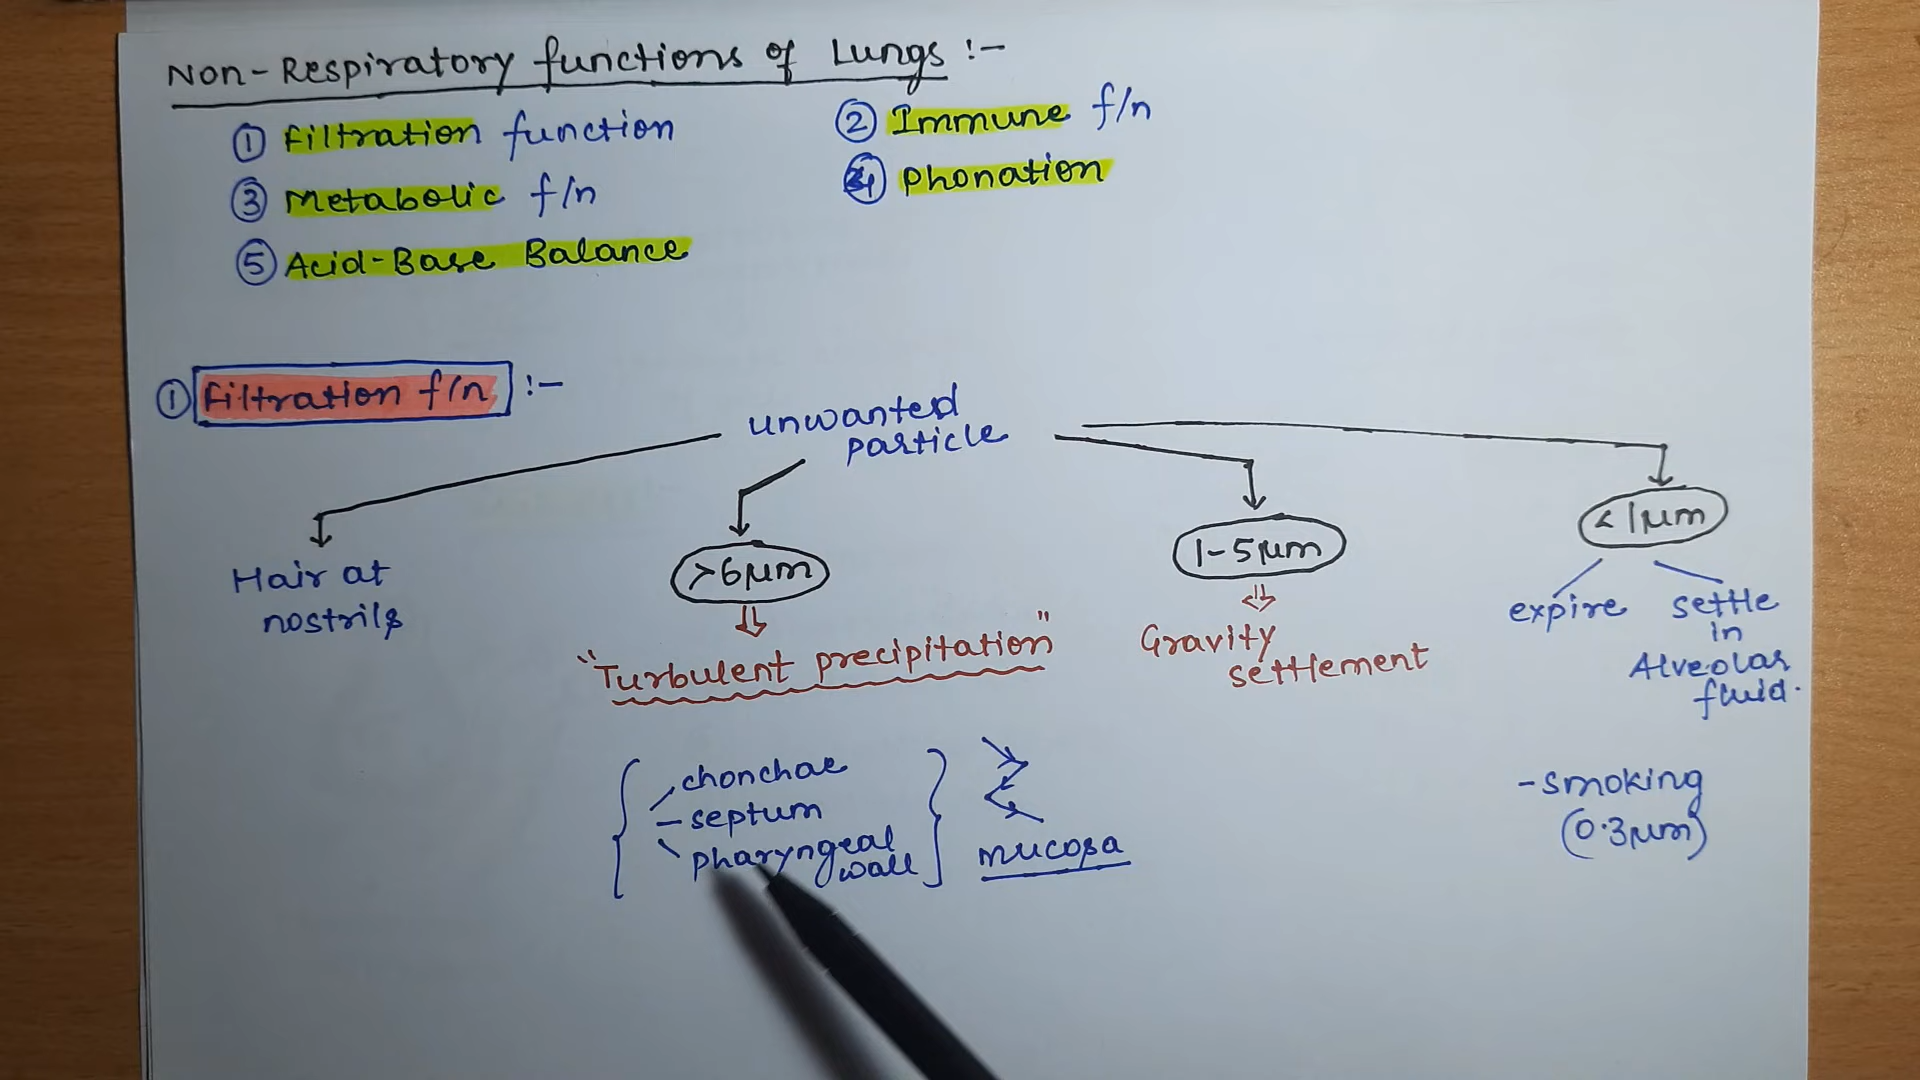 Non-Respiratory functions of Lungs :-
① Filtration function
② Immune f/n
③ Metabolic f/n
④ Phonation
⑤ Acid-Base Balance
① Filtration f/n :-
unwanted
particle
Hair at
nostrils
>6μm
"Turbulent precipitation"
chonchae
septum
pharyngeal
wall
mucosa
1-5μm
Gravity
settlement
<1μm
expire
settle
in
Alveolar
fluid.
-smoking
(0.3μm)